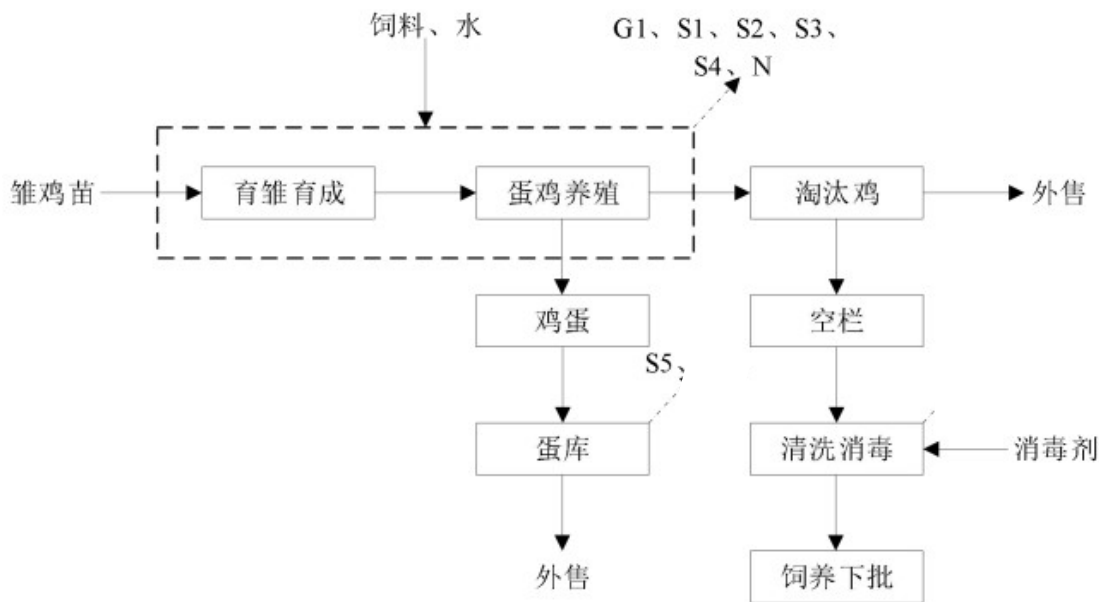 饲料、水
G1、S1、S2、S3、
S4、N
雏鸡苗
育雏育成
蛋鸡养殖
淘汰鸡
外售
鸡蛋
空栏
S5、
蛋库
清洗消毒
消毒剂
外售
饲养下批